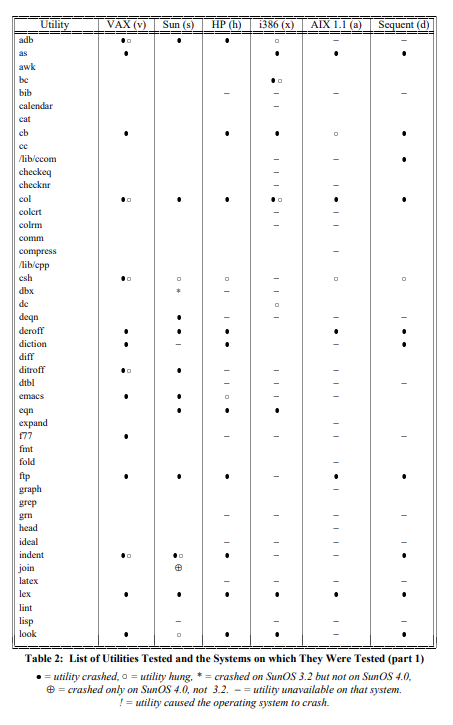 Utility VAX (v) Sun (s) HP (h) i386 (x) AIX 1.1 (a) Sequent (d)
adb ●○ ● ● ○ – –
as ● ● ● ●
awk
bc ●○
bib – – – –
calendar –
cat
cb ● ● ● ○ ●
cc
/lib/ccom – – ●
checkeq –
checknr – –
col ●○ ● ● ●○ ● ●
colcrt – –
colrm – –
comm
compress –
/lib/cpp
csh ●○ ○ ○ – ○ ○
dbx * – –
dc ○
deqn ● – – – –
deroff ● ● ● ● ●
diction ● – ● – ●
diff
ditroff ●○ ● – – –
dtbl – – – –
emacs ● ● ○ – –
eqn ● ● ●
expand –
f77 ● – – – –
fmt
fold –
ftp ● ● ● – ● ●
graph –
grep
grn – – – –
head –
ideal – – – –
indent ●○ ●○ ● – – ●
join ⊕
latex – – – –
lex ● ● ● ● ● ●
lint
lisp – – – – –
look ● ○ ● ● – ●
Table 2: List of Utilities Tested and the Systems on which They Were Tested (part 1)
● = utility crashed, ○ = utility hung, * = crashed on SunOS 3.2 but not on SunOS 4.0,
⊕ = crashed only on SunOS 4.0, not 3.2. – = utility unavailable on that system.
! = utility caused the operating system to crash.